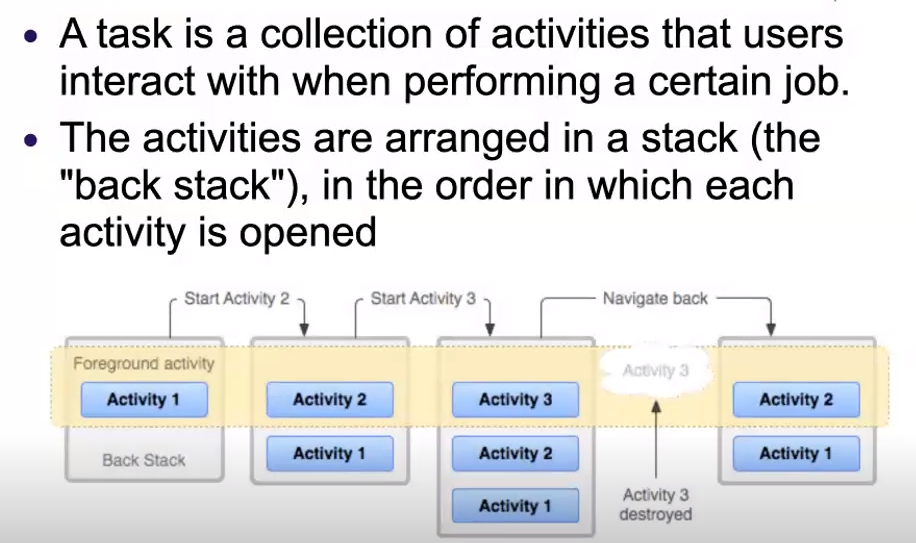 • A task is a collection of activities that users
interact with when performing a certain job.
• The activities are arranged in a stack (the
"back stack"), in the order in which each
activity is opened
Start Activity 2
Start Activity 3
Navigate back
Foreground activity
Activity 1
Back Stack
Activity 2
Activity 1
Activity 3
Activity 2
Activity 1
Activity 3
Activity 3
destroyed
Activity 2
Activity 1